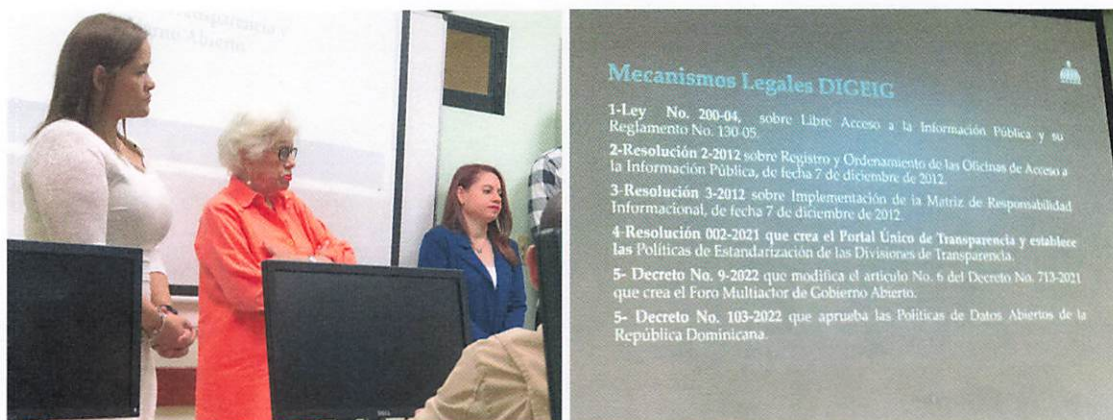 Abierto
Mecanismos Legales DIGEIG
1-Ley No. 200-04, sobre Libre Acceso a la Información Pública y su
Reglamento No. 130-05.
2-Resolución 2-2012 sobre Registro y Ordenamiento de las Oficinas de Acceso a
la Información Pública, de fecha 7 de diciembre de 2012.
3-Resolución 3-2012 sobre Implementación de la Matriz de Responsabilidad
Informacional, de fecha 7 de diciembre de 2012.
4-Resolución 002-2021 que crea el Portal Único de Transparencia y establece
las Políticas de Estandarización de las Divisiones de Transparencia.
5- Decreto No. 9-2022 que modifica el artículo No. 6 del Decreto No. 713-2021
que crea el Foro Multiactor de Gobierno Abierto.
5- Decreto No. 103-2022 que aprueba las Políticas de Datos Abiertos de la
República Dominicana.
DELL